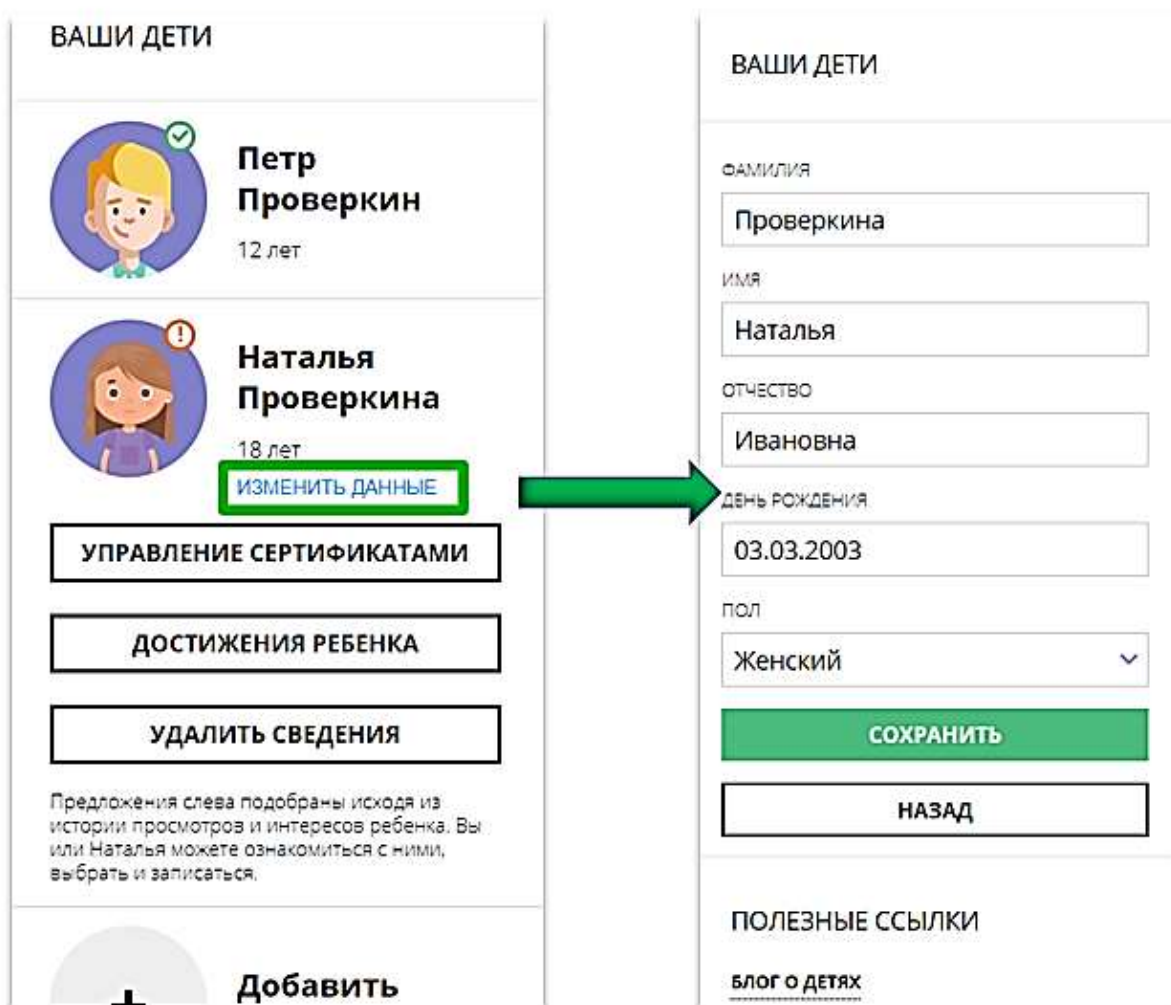 ВАШИ ДЕТИ
Петр
Проверкин
12 лет
Наталья
Проверкина
18 лет
ИЗМЕНИТЬ ДАННЫЕ
УПРАВЛЕНИЕ СЕРТИФИКАТАМИ
ДОСТИЖЕНИЯ РЕБЕНКА
УДАЛИТЬ СВЕДЕНИЯ
Предложения слева подобраны исходя из
истории просмотров и интересов ребенка. Вы
или Наталья можете ознакомиться с ними,
выбрать и записаться.
Добавить
ВАШИ ДЕТИ
ФАМИЛИЯ
Проверкина
ИМЯ
Наталья
ОТЧЕСТВО
Ивановна
ДЕНЬ РОЖДЕНИЯ
03.03.2003
ПОЛ
Женский
СОХРАНИТЬ
НАЗАД
ПОЛЕЗНЫЕ ССЫЛКИ
БЛОГ О ДЕТЯХ